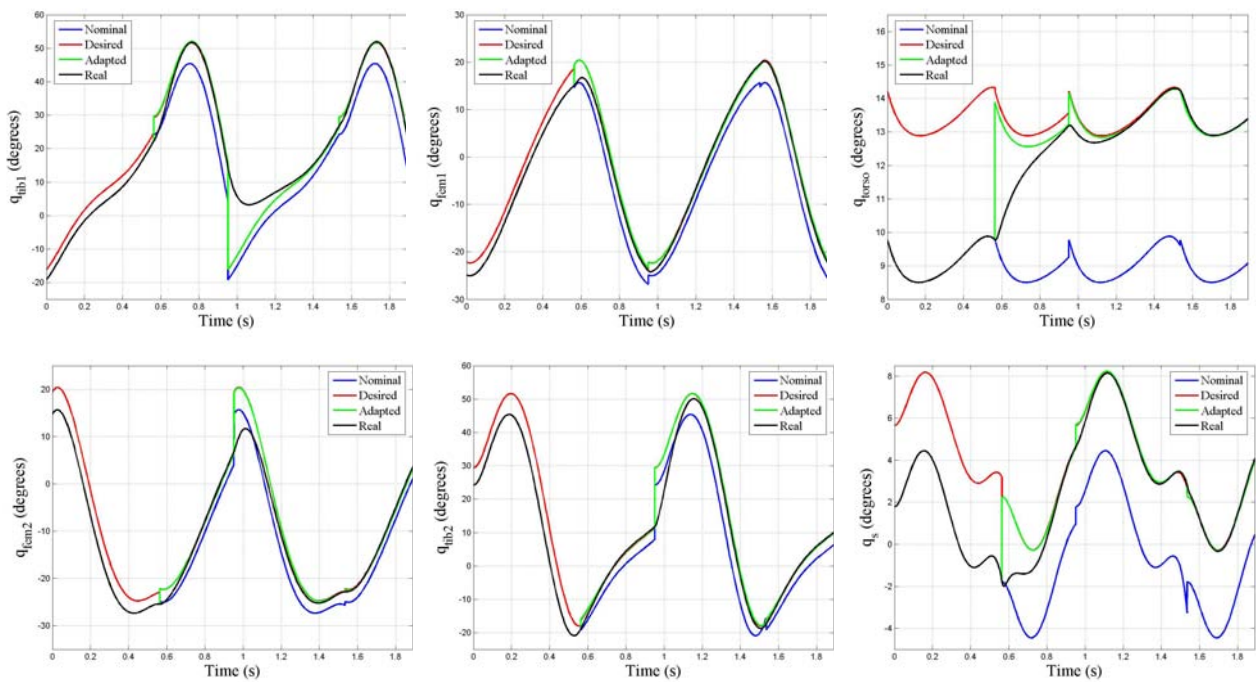 60
50
40
30
20
10
0
-10
-20
q_tib1 (degrees)
Nominal
Desired
Adapted
Real
0 0.2 0.4 0.6 0.8 1 1.2 1.4 1.6 1.8
Time (s)
30
20
10
0
-10
-20
-30
q_fem1 (degrees)
Nominal
Desired
Adapted
Real
0 0.2 0.4 0.6 0.8 1 1.2 1.4 1.6 1.8
Time (s)
16
15
14
13
12
11
10
9
8
q_torso (degrees)
Nominal
Desired
Adapted
Real
0 0.2 0.4 0.6 0.8 1 1.2 1.4 1.6 1.8
Time (s)
20
10
0
-10
-20
-30
q_fem2 (degrees)
Nominal
Desired
Adapted
Real
0 0.2 0.4 0.6 0.8 1 1.2 1.4 1.6 1.8
Time (s)
60
50
40
30
20
10
0
-10
-20
q_tib2 (degrees)
Nominal
Desired
Adapted
Real
0 0.2 0.4 0.6 0.8 1 1.2 1.4 1.6 1.8
Time (s)
8
6
4
2
0
-2
-4
q_s (degrees)
Nominal
Desired
Adapted
Real
0 0.2 0.4 0.6 0.8 1 1.2 1.4 1.6 1.8
Time (s)